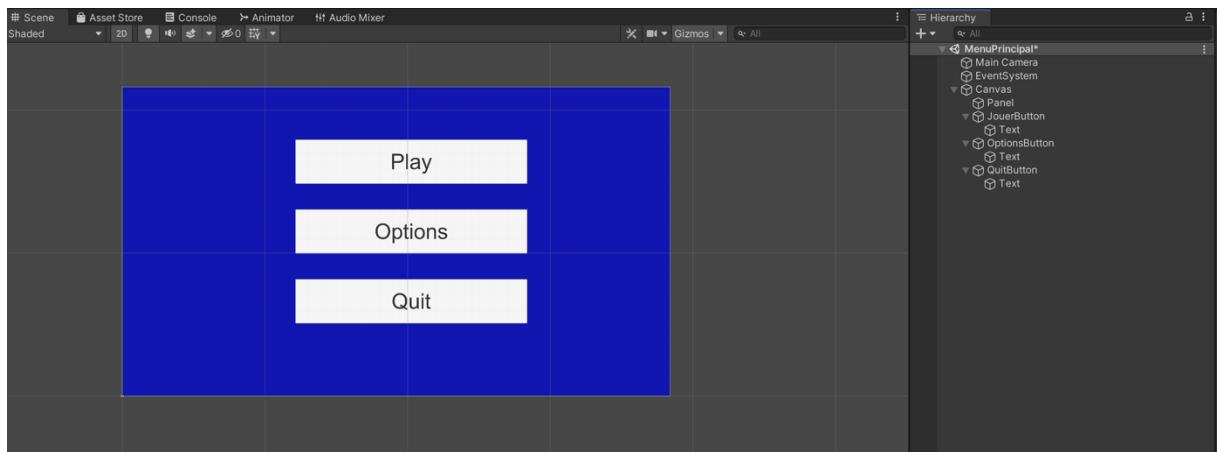 Scene Asset Store Console Animator Audio Mixer
Shaded 2D 0 Gizmos All
Play
Options
Quit
Hierarchy
All
MenuPrincipal*
Main Camera
EventSystem
Canvas
Panel
JouerButton
Text
OptionsButton
Text
QuitButton
Text